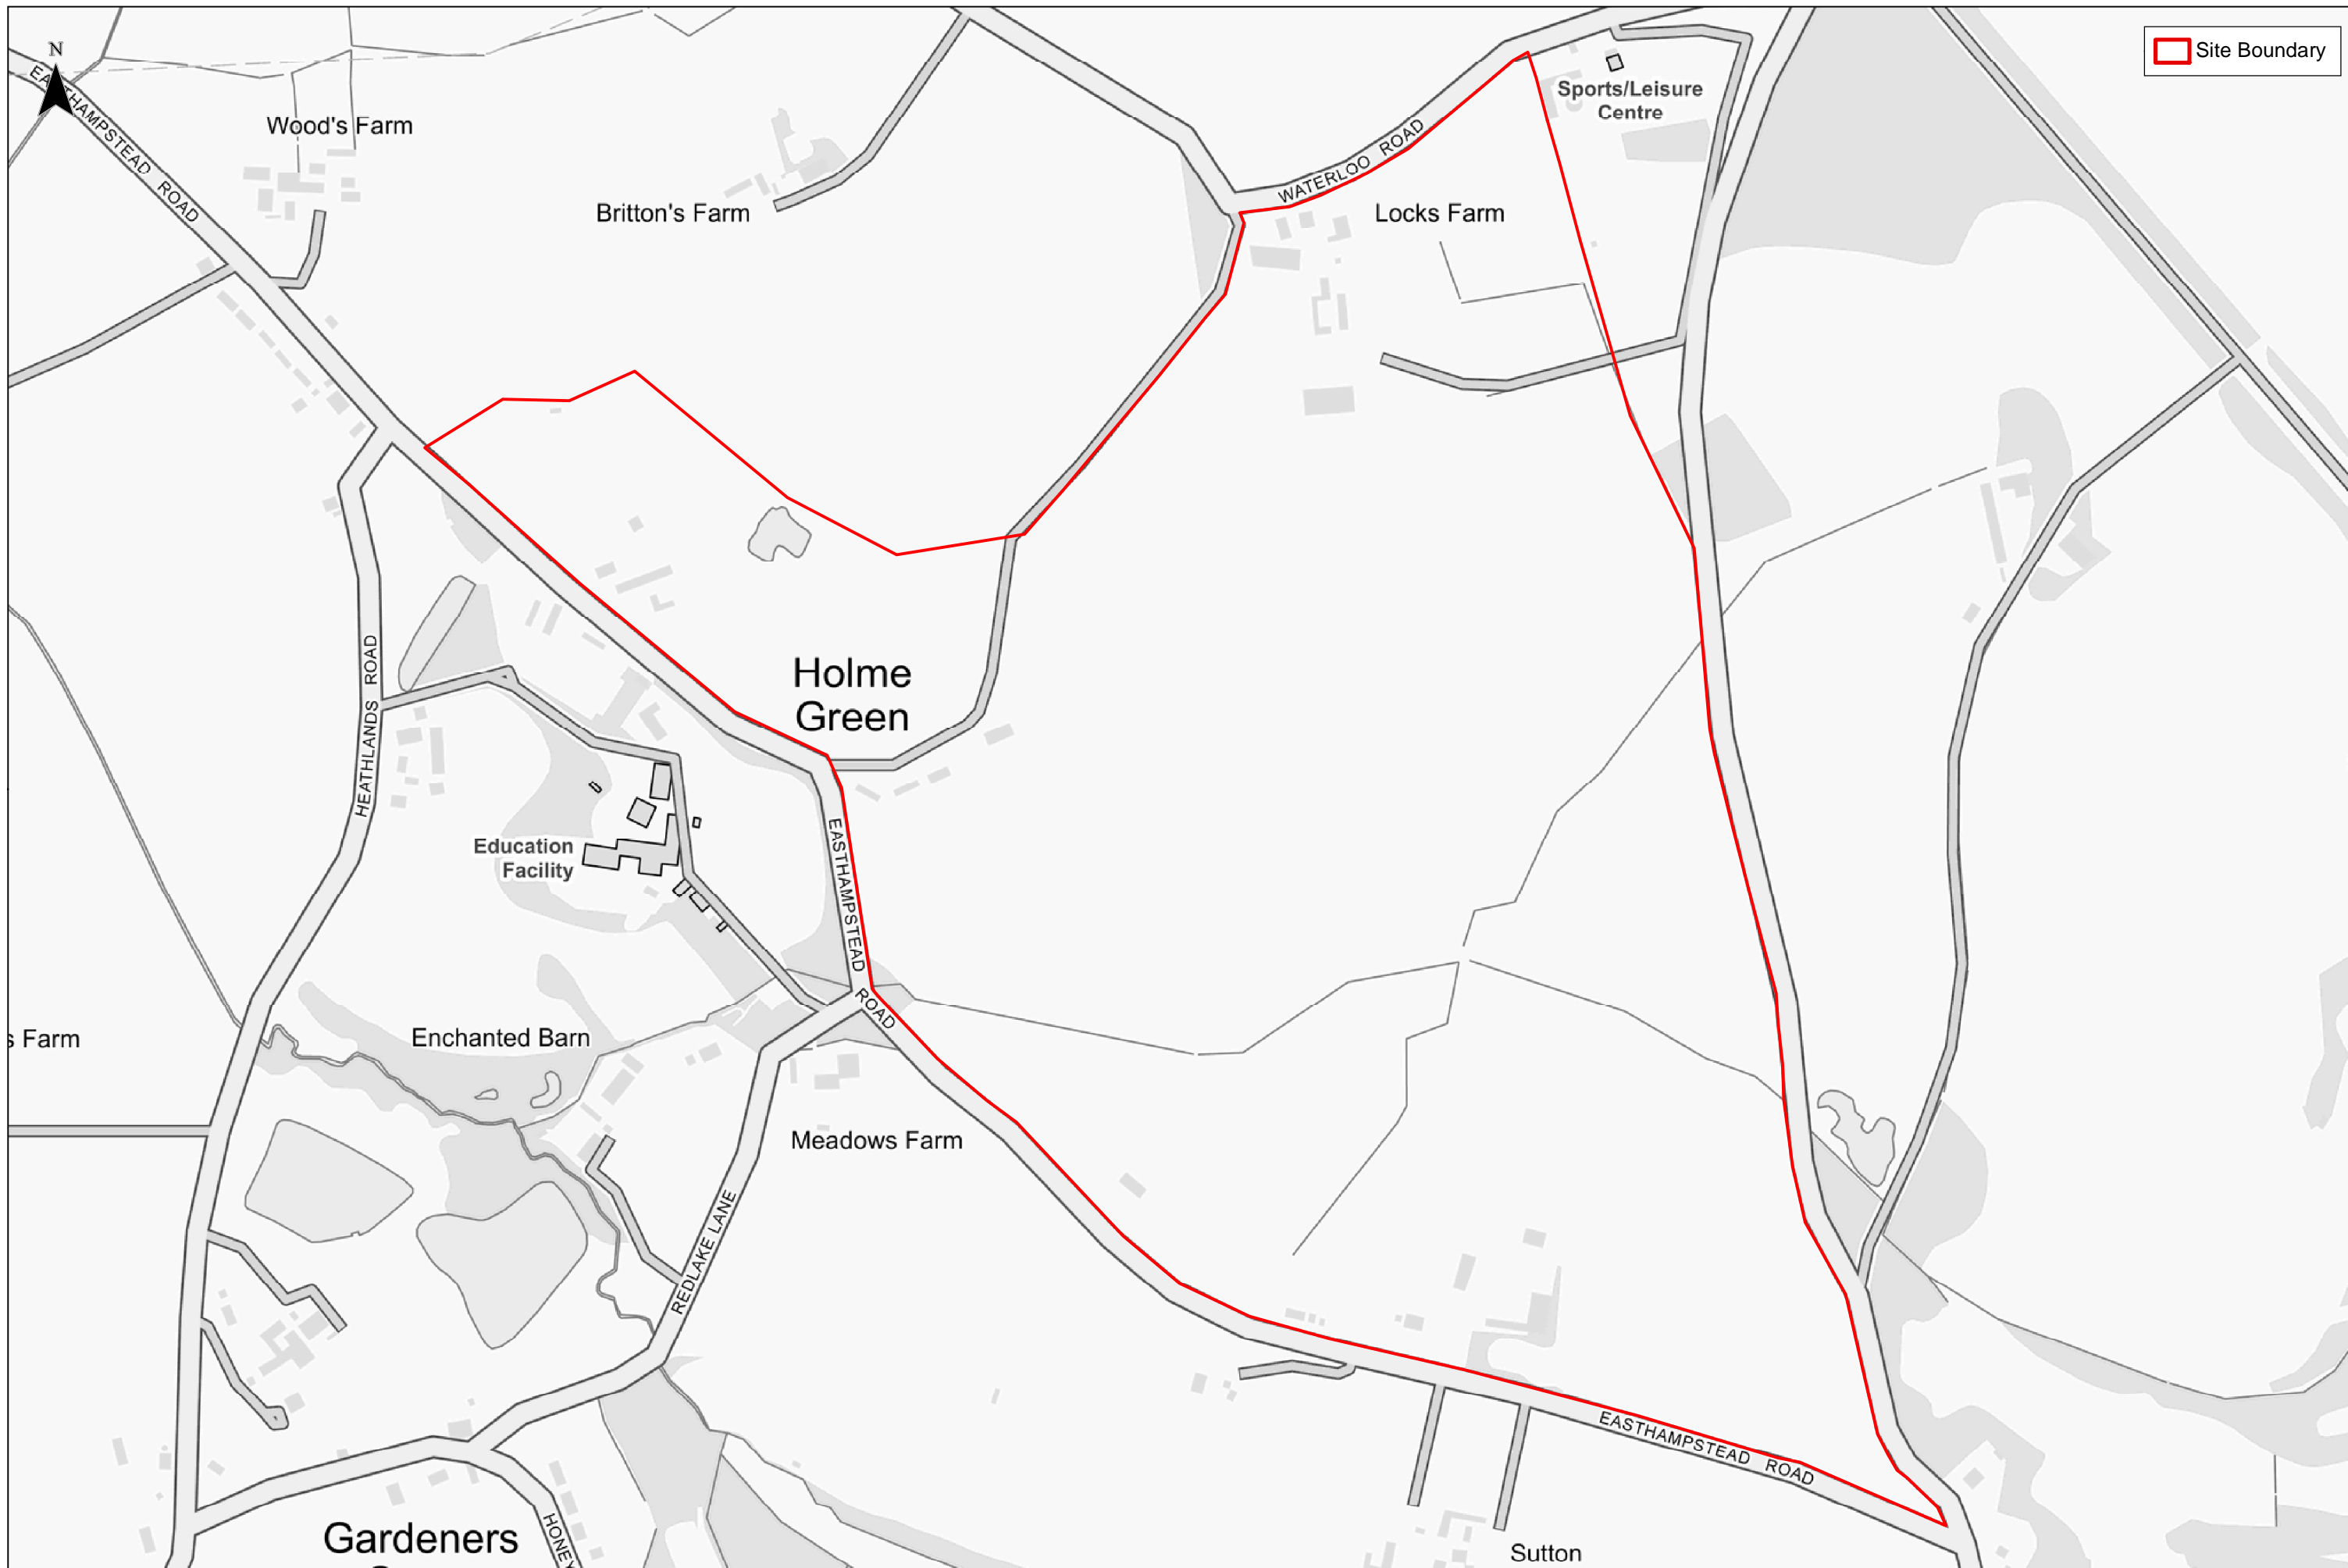 N
Site Boundary
EASTHAMPSTEAD ROAD
Wood's Farm
Sports/Leisure
Centre
WATERLOO ROAD
Britton's Farm
Locks Farm
HEATHLANDS ROAD
Holme
Green
Education
Facility
EASTHAMPSTEAD ROAD
Enchanted Barn
s Farm
Meadows Farm
REDLAKE LANE
EASTHAMPSTEAD ROAD
Gardeners
HONEY
Sutton